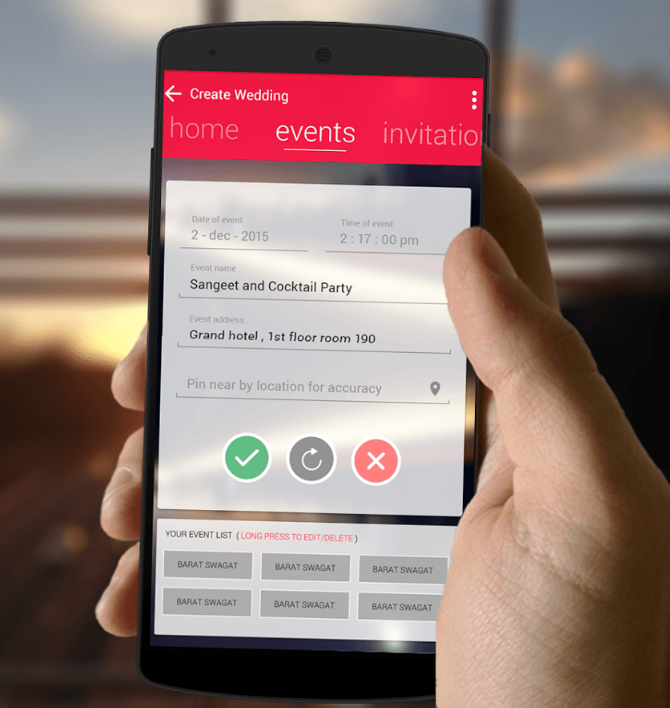 Create Wedding
home events invitatio
Date of event Time of event
2 - dec - 2015 2 : 17 : 00 pm
Event name
Sangeet and Cocktail Party
Event address
Grand hotel , 1st floor room 190
Pin near by location for accuracy
YOUR EVENT LIST ( LONG PRESS TO EDIT/DELETE )
BARAT SWAGAT BARAT SWAGAT BARAT SWAGAT
BARAT SWAGAT BARAT SWAGAT BARAT SWAGAT